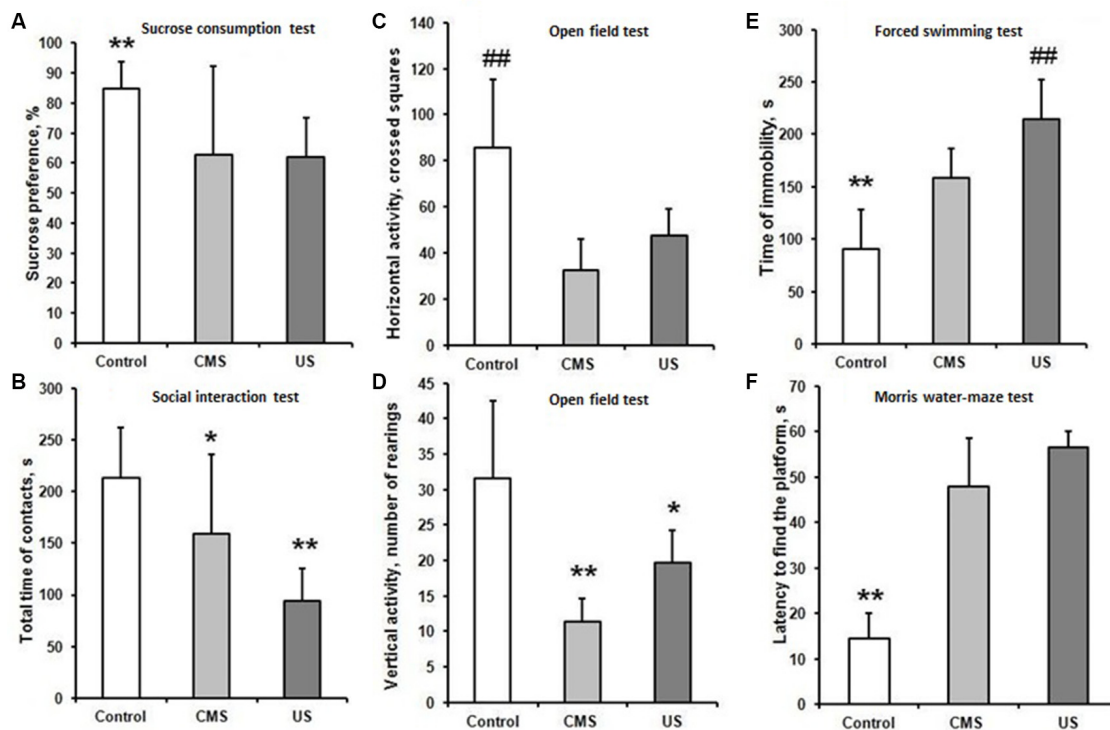 A
Sucrose consumption test
**
Sucrose preference, %
100
90
80
70
60
50
40
30
20
10
0
Control CMS US
B
Social interaction test
*
**
Total time of contacts, s
300
250
200
150
100
50
0
Control CMS US
C
Open field test
##
Horizontal activity, crossed squares
140
120
100
80
60
40
20
0
Control CMS US
D
Open field test
**
*
Vertical activity, number of rearings
45
40
35
30
25
20
15
10
5
0
Control CMS US
E
Forced swimming test
**
##
Time of immobility, s
300
250
200
150
100
50
0
Control CMS US
F
Morris water-maze test
**
Latency to find the platform, s
70
60
50
40
30
20
10
0
Control CMS US